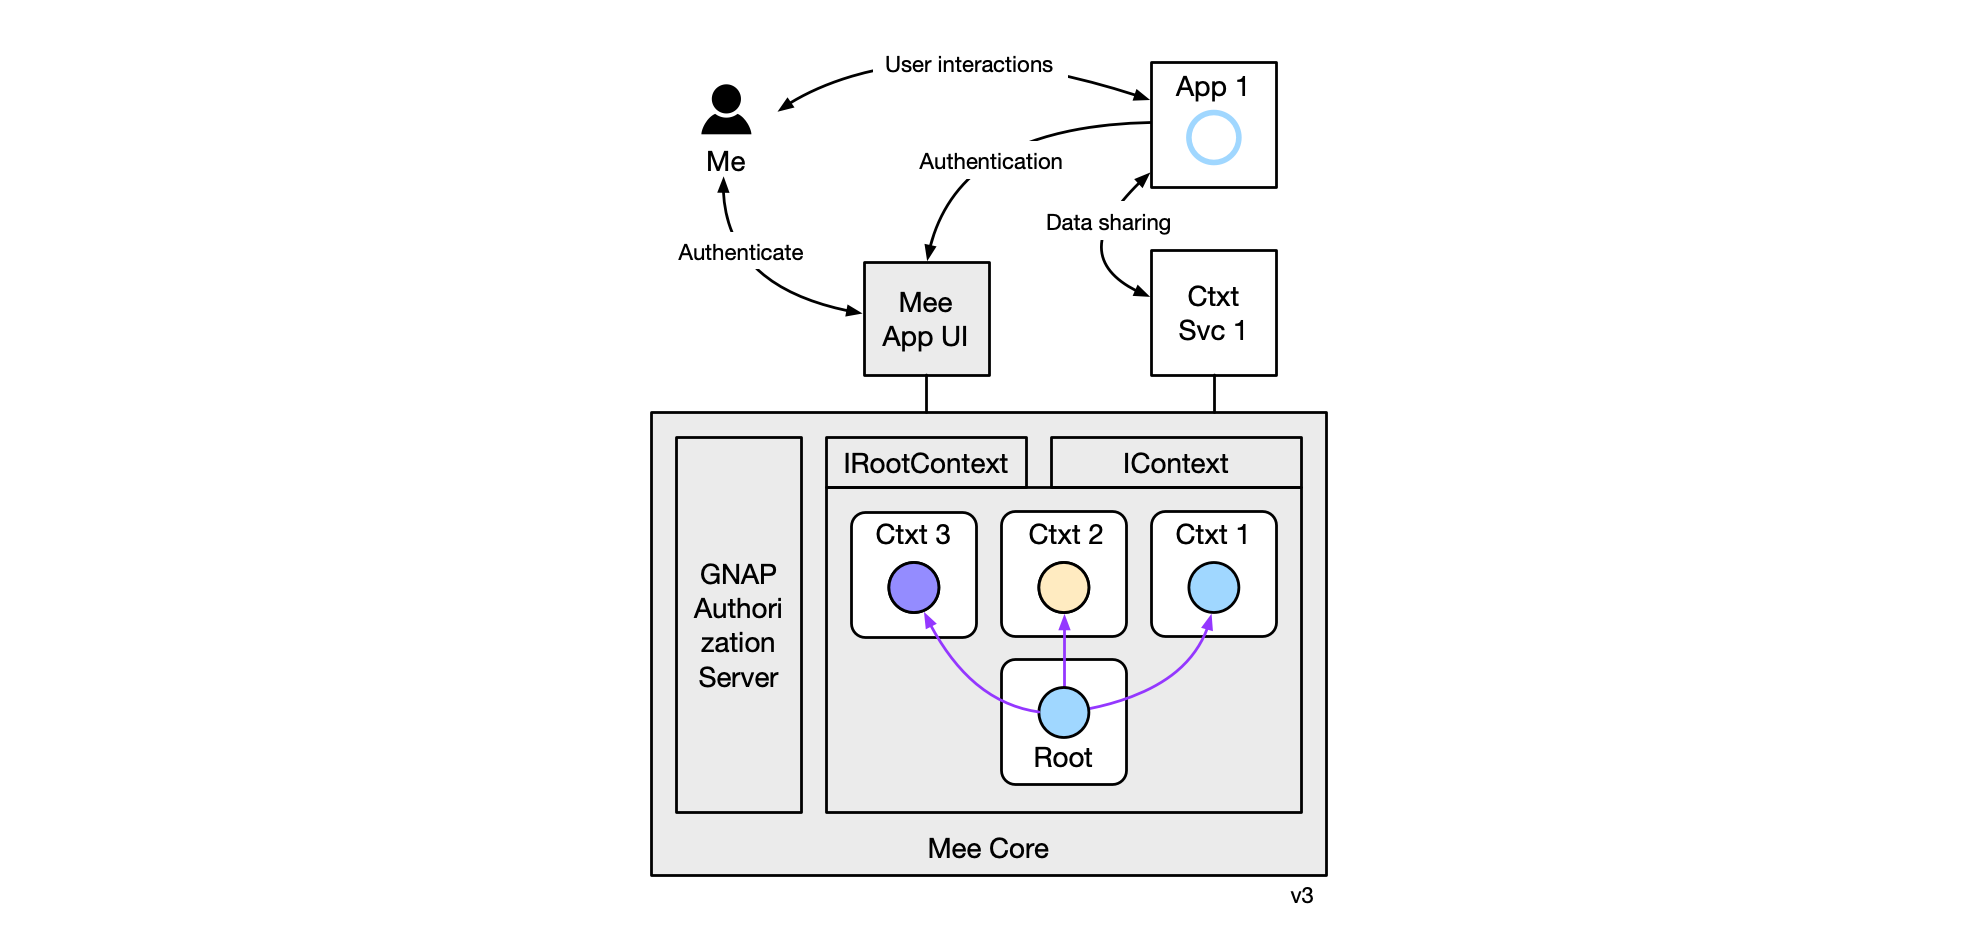 User interactions
App 1
Me
Authentication
Data sharing
Authenticate
Mee
App UI
Ctxt
Svc 1
IRootContext
IContext
Ctxt 3
Ctxt 2
Ctxt 1
GNAP
Authori
zation
Server
Root
Mee Core
v3